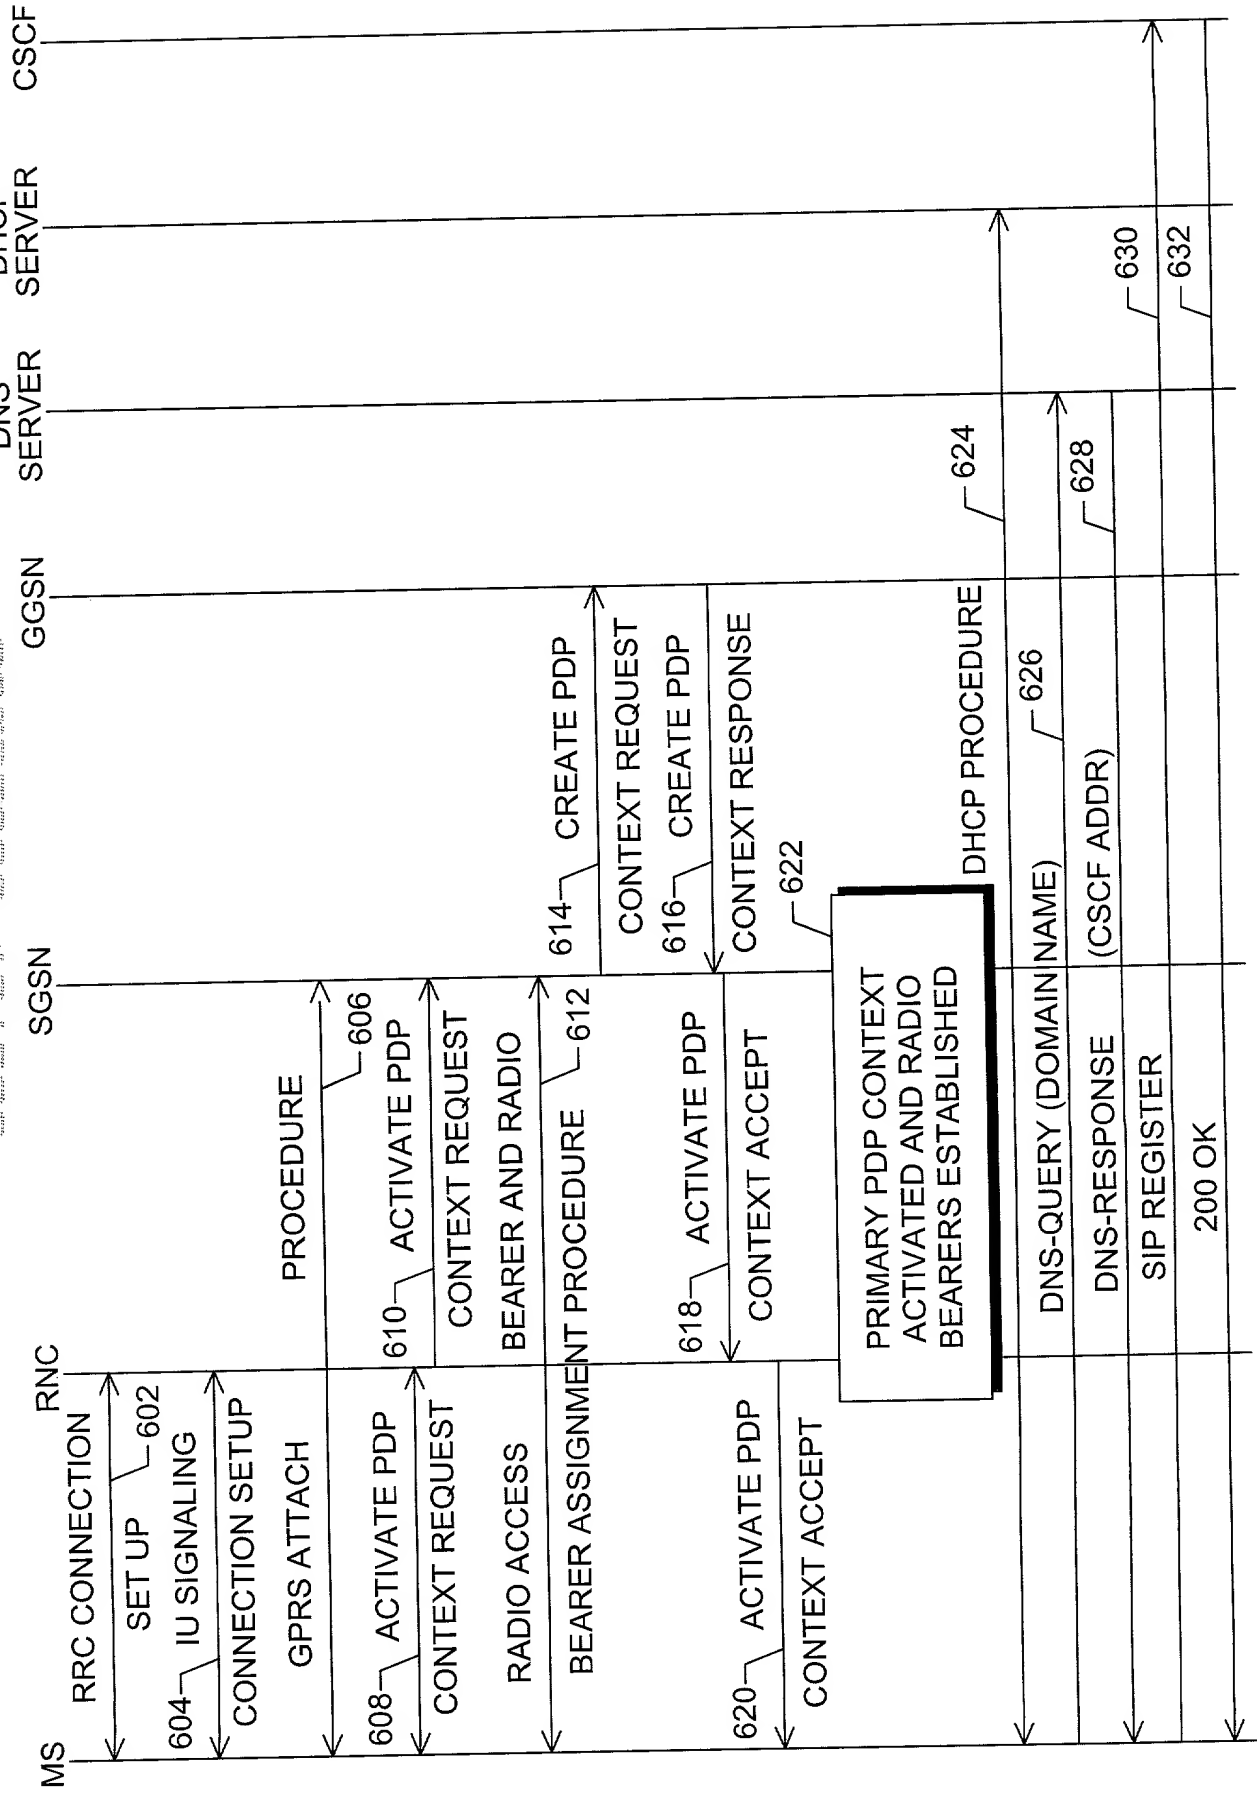 MS
RNC
SGSN
GGSN
DNS
SERVER
DHCP
SERVER
CSCF
RRC CONNECTION
SET UP
602
604
IU SIGNALING
CONNECTION SETUP
GPRS ATTACH
PROCEDURE
606
608
ACTIVATE PDP
CONTEXT REQUEST
610
ACTIVATE PDP
CONTEXT REQUEST
RADIO ACCESS
BEARER AND RADIO
BEARER ASSIGNMENT PROCEDURE
612
614
CREATE PDP
CONTEXT REQUEST
616
CREATE PDP
CONTEXT RESPONSE
618
ACTIVATE PDP
CONTEXT ACCEPT
620
ACTIVATE PDP
CONTEXT ACCEPT
622
PRIMARY PDP CONTEXT
ACTIVATED AND RADIO
BEARERS ESTABLISHED
DHCP PROCEDURE
624
DNS-QUERY (DOMAIN NAME)
626
DNS-RESPONSE
(CSCF ADDR)
628
SIP REGISTER
630
200 OK
632